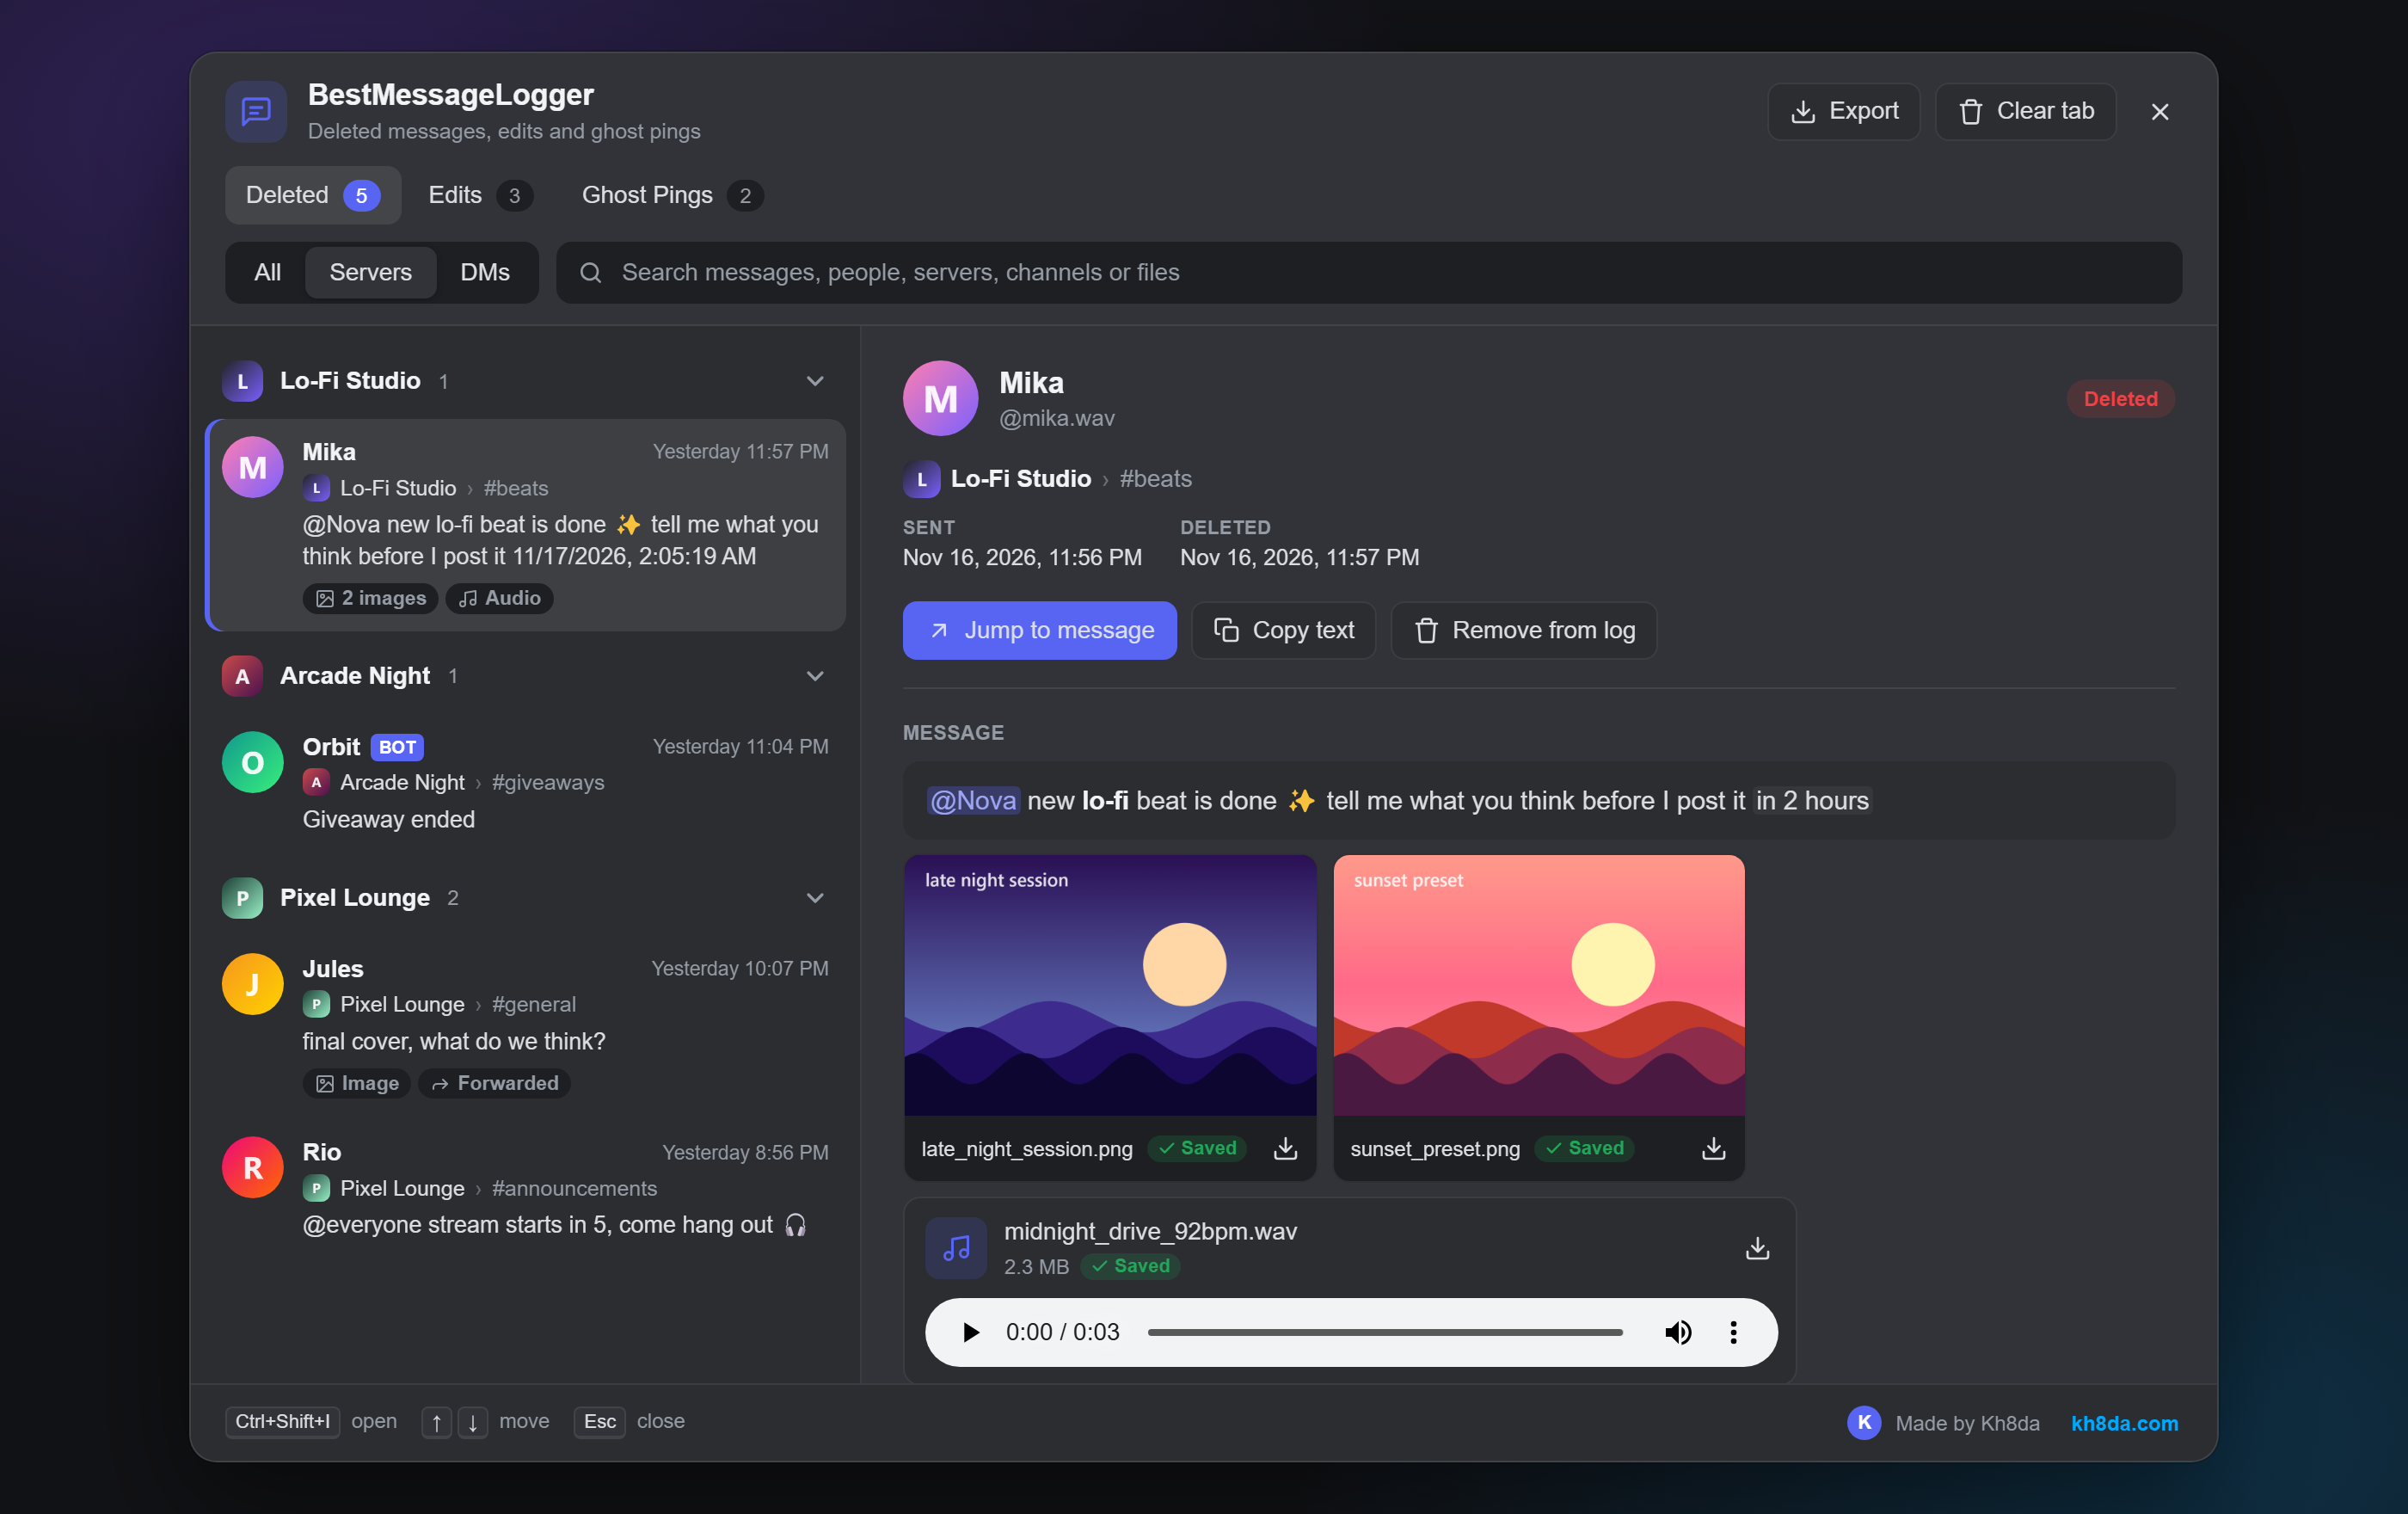 BestMessageLogger
Deleted messages, edits and ghost pings
Export
Clear tab
Deleted 5
Edits 3
Ghost Pings 2
All
Servers
DMs
Search messages, people, servers, channels or files
L Lo-Fi Studio 1
M
Mika Yesterday 11:57 PM
L Lo-Fi Studio › #beats
@Nova new lo-fi beat is done ✨ tell me what you
think before I post it 11/17/2026, 2:05:19 AM
2 images Audio
A Arcade Night 1
O
Orbit BOT Yesterday 11:04 PM
A Arcade Night › #giveaways
Giveaway ended
P Pixel Lounge 2
J
Jules Yesterday 10:07 PM
P Pixel Lounge › #general
final cover, what do we think?
Image Forwarded
R
Rio Yesterday 8:56 PM
P Pixel Lounge › #announcements
@everyone stream starts in 5, come hang out 🎧
M
Mika
@mika.wav
Deleted
L Lo-Fi Studio › #beats
SENT
Nov 16, 2026, 11:56 PM
DELETED
Nov 16, 2026, 11:57 PM
Jump to message
Copy text
Remove from log
MESSAGE
@Nova new lo-fi beat is done ✨ tell me what you think before I post it in 2 hours
late night session
late_night_session.png Saved
sunset preset
sunset_preset.png Saved
midnight_drive_92bpm.wav
2.3 MB Saved
0:00 / 0:03
Ctrl+Shift+I open ↑ ↓ move Esc close
K Made by Kh8da kh8da.com